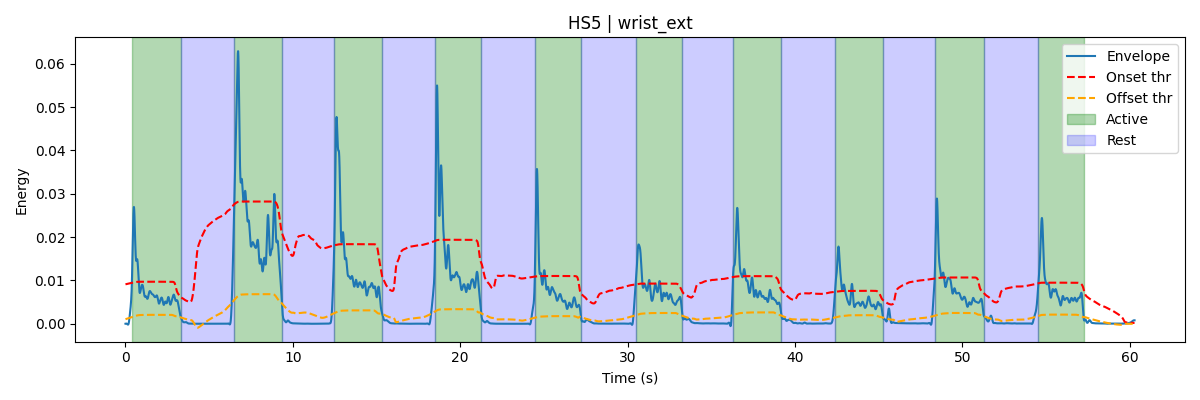 HS5 | wrist_ext
Energy
0.06
0.05
0.04
0.03
0.02
0.01
0.00
0 10 20 30 40 50 60
Time (s)
Envelope
Onset thr
Offset thr
Active
Rest